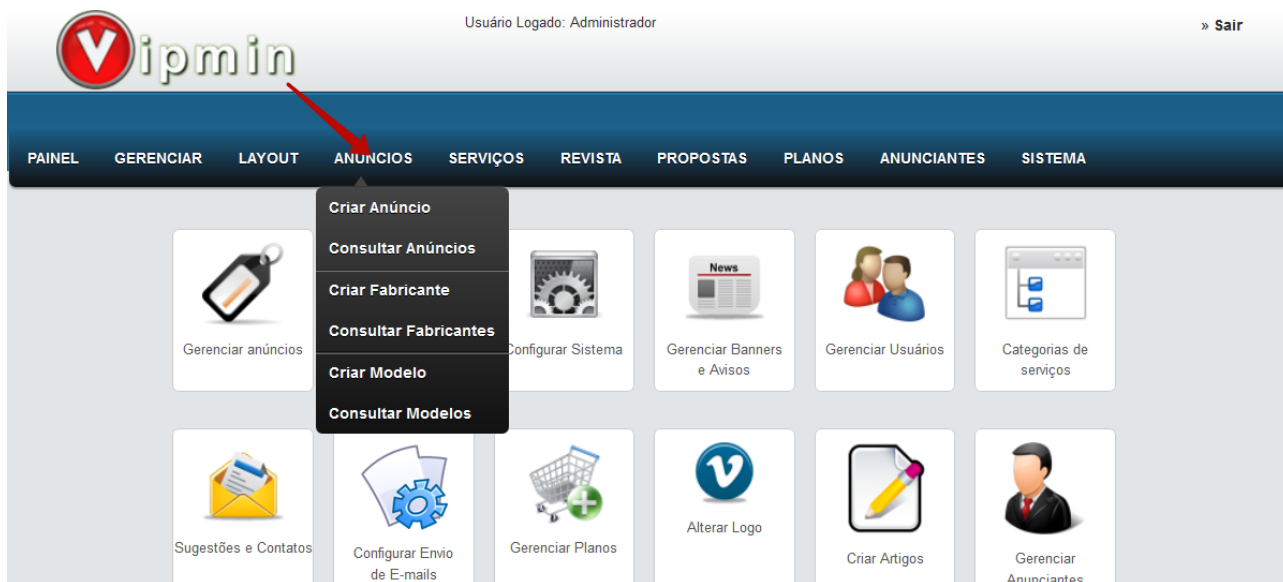 Usuário Logado: Administrador
» Sair
Vipmin
PAINEL GERENCIAR LAYOUT ANÚNCIOS SERVIÇOS REVISTA PROPOSTAS PLANOS ANUNCIANTES SISTEMA
Criar Anúncio
Consultar Anúncios
Criar Fabricante
Consultar Fabricantes
Criar Modelo
Consultar Modelos
Gerenciar anúncios
Configurar Sistema
News
Gerenciar Banners
e Avisos
Gerenciar Usuários
Categorias de
serviços
Sugestões e Contatos
Configurar Envio
de E-mails
Gerenciar Planos
Alterar Logo
Criar Artigos
Gerenciar
Anunciantes